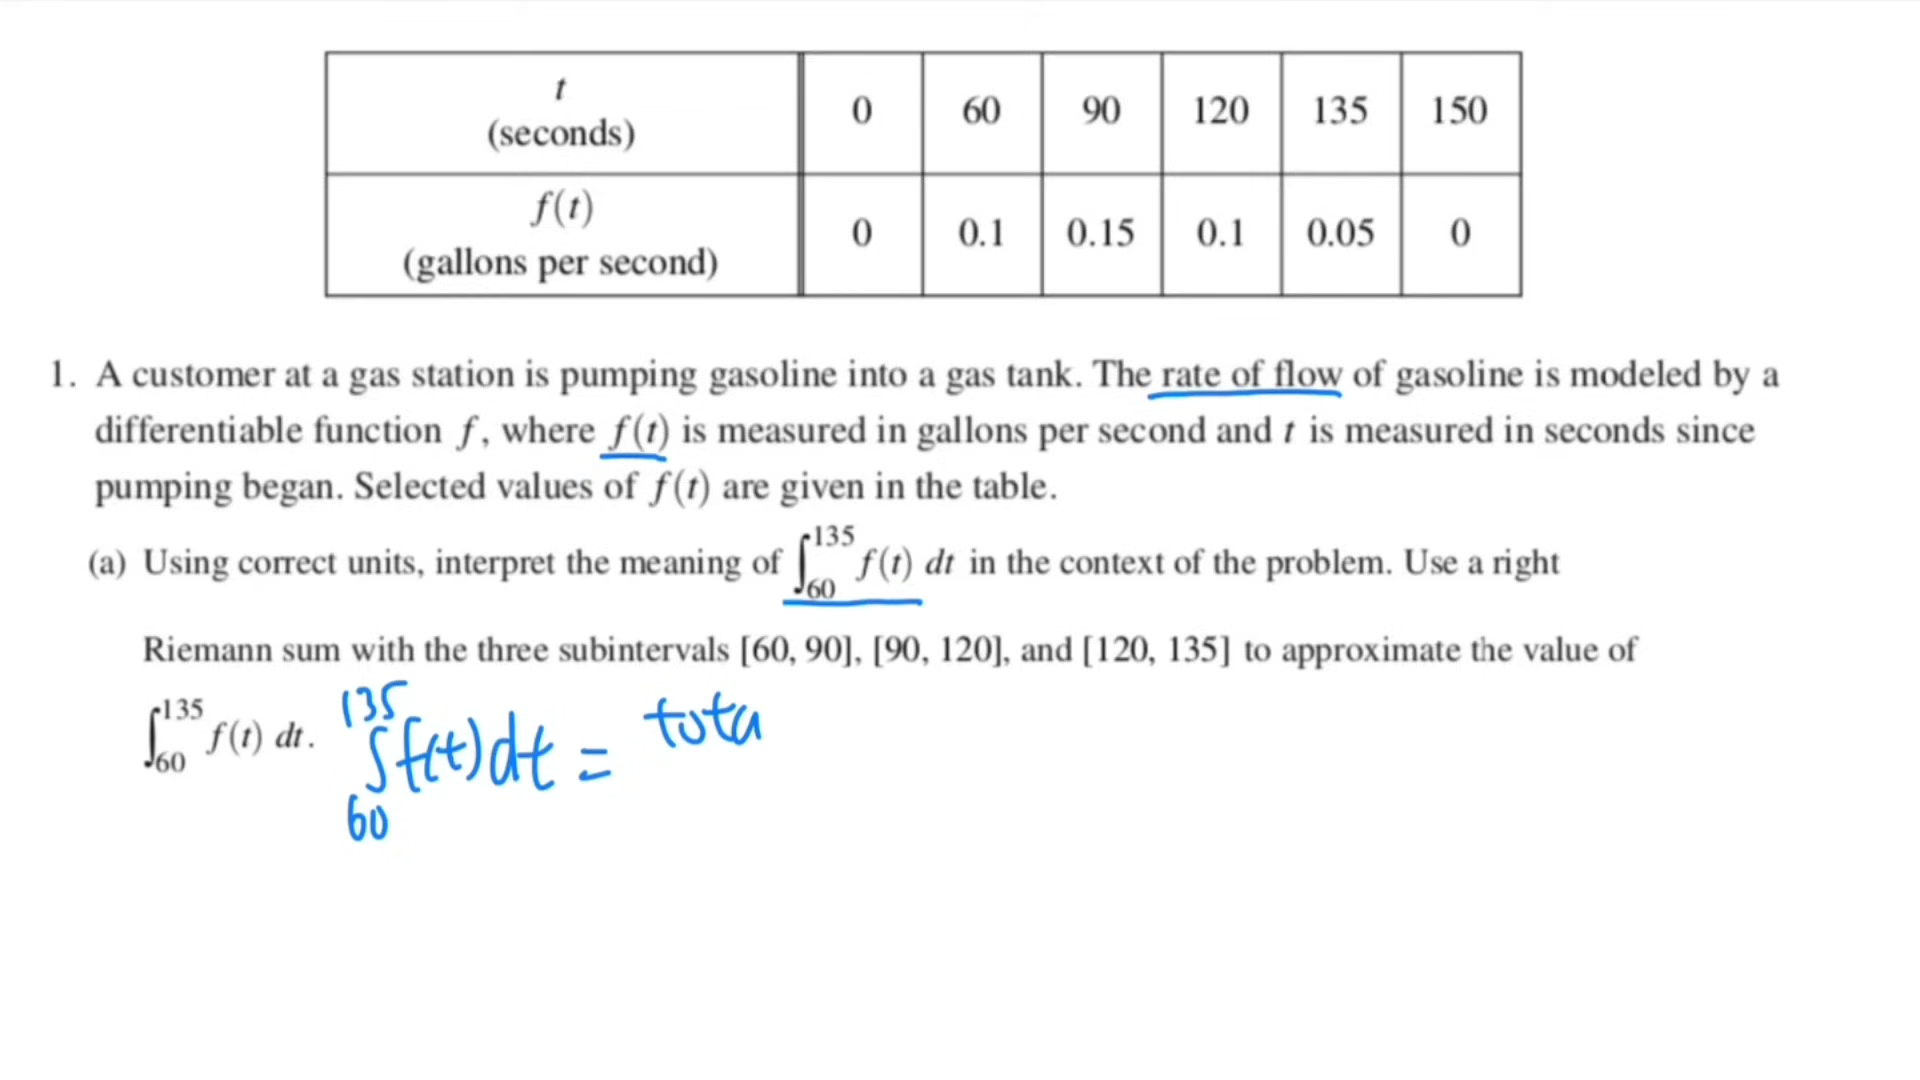 t (seconds) 0 60 90 120 135 150
f(t) (gallons per second) 0 0.1 0.15 0.1 0.05 0
1. A customer at a gas station is pumping gasoline into a gas tank. The rate of flow of gasoline is modeled by a
differentiable function f, where f(t) is measured in gallons per second and t is measured in seconds since
pumping began. Selected values of f(t) are given in the table.
(a) Using correct units, interpret the meaning of ∫_60^135 f(t) dt in the context of the problem. Use a right
Riemann sum with the three subintervals [60, 90], [90, 120], and [120, 135] to approximate the value of
∫_60^135 f(t) dt. ∫_60^135 f(t)dt = tota